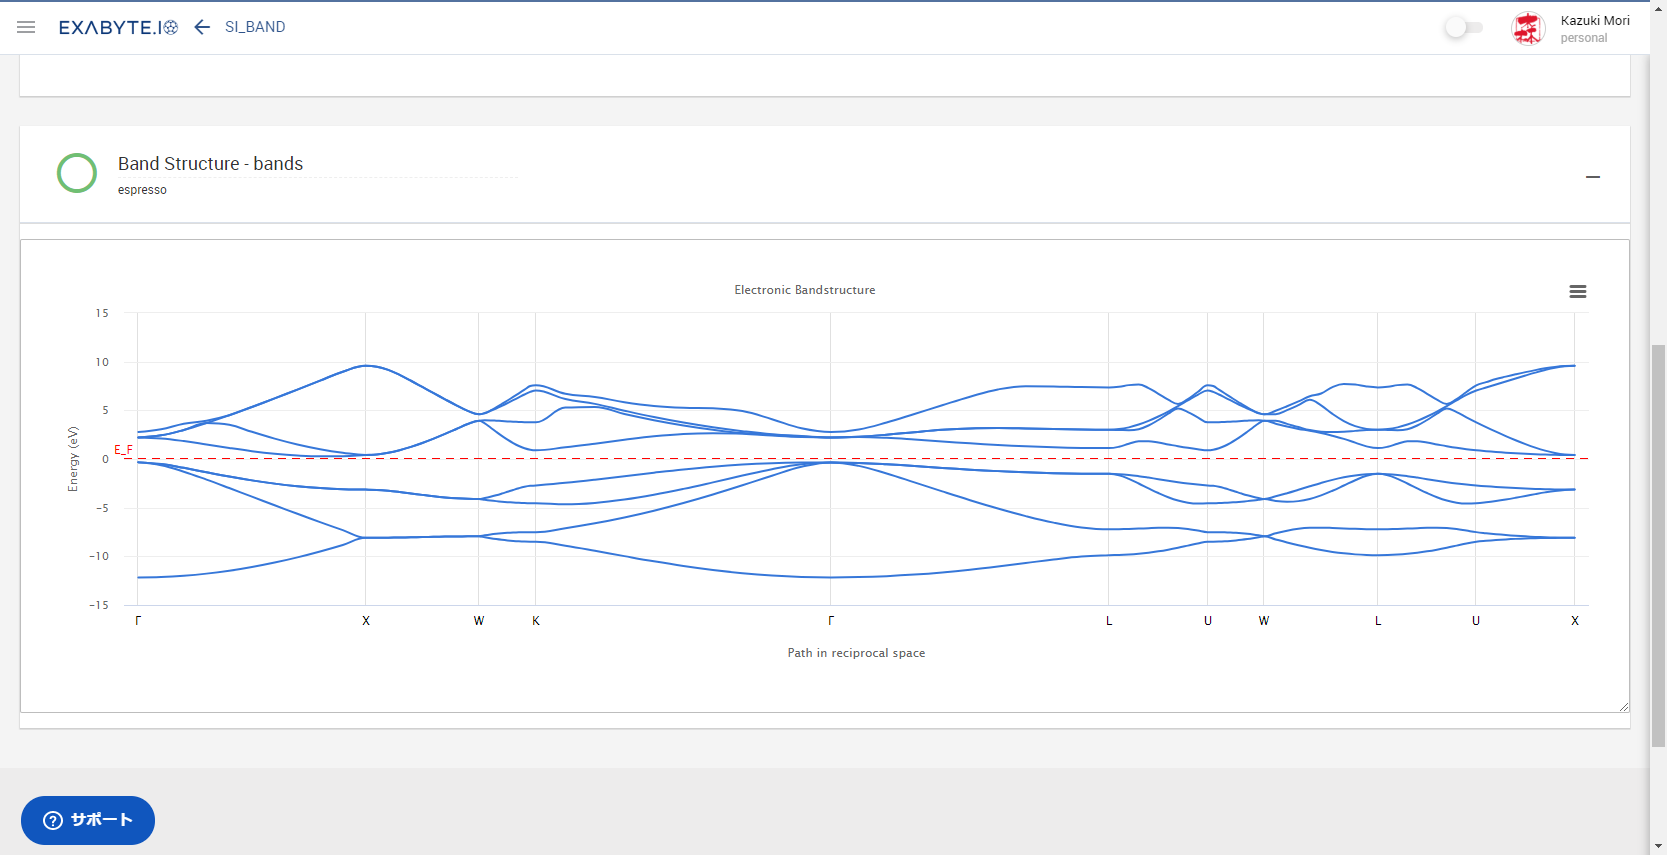 EXABYTE.IO
SI_BAND
Kazuki Mori
personal
Band Structure - bands
espresso
Electronic Bandstructure
15
10
5
E_F
0
−5
−10
−15
Energy (eV)
Γ X W K Γ L U W L U X
Path in reciprocal space
サポート